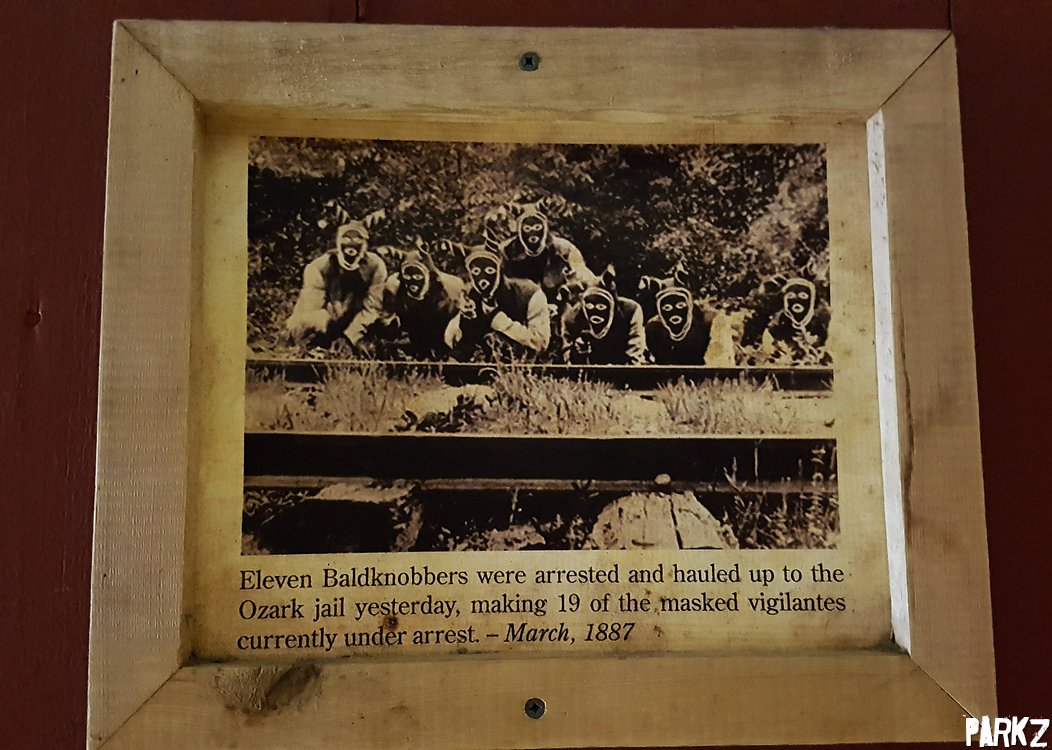 Eleven Baldknobbers were arrested and hauled up to the
Ozark jail yesterday, making 19 of the masked vigilantes
currently under arrest. – March, 1887
PARKZ